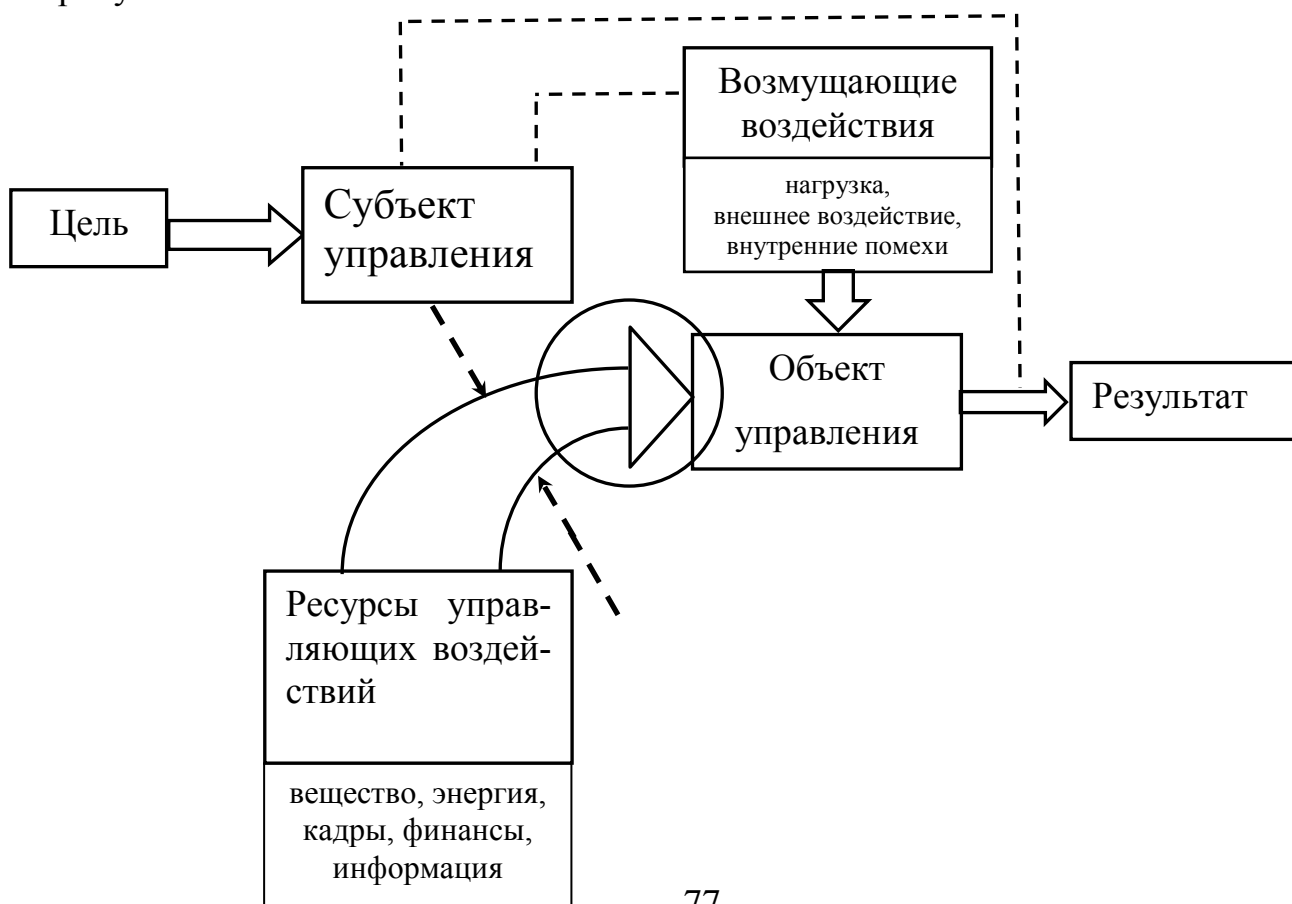 Возмущающие
воздействия
нагрузка,
внешнее воздействие,
внутренние помехи
Цель
Субъект
управления
Объект
управления
Результат
Ресурсы управ-
ляющих воздей-
ствий
вещество, энергия,
кадры, финансы,
информация
77